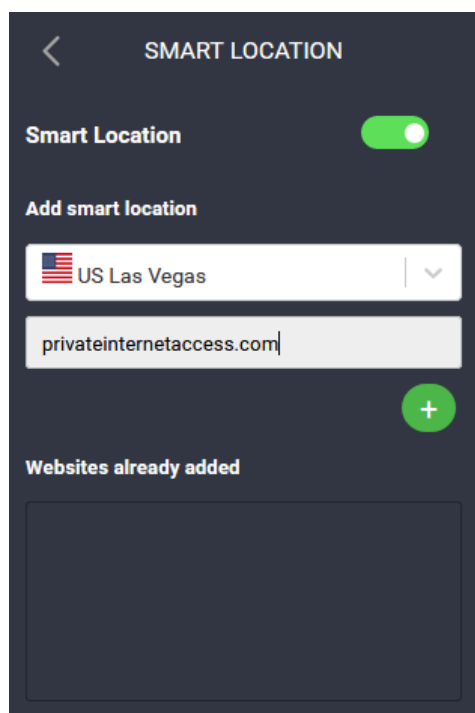 SMART LOCATION
Smart Location
Add smart location
US Las Vegas
privateinternetaccess.com
+
Websites already added